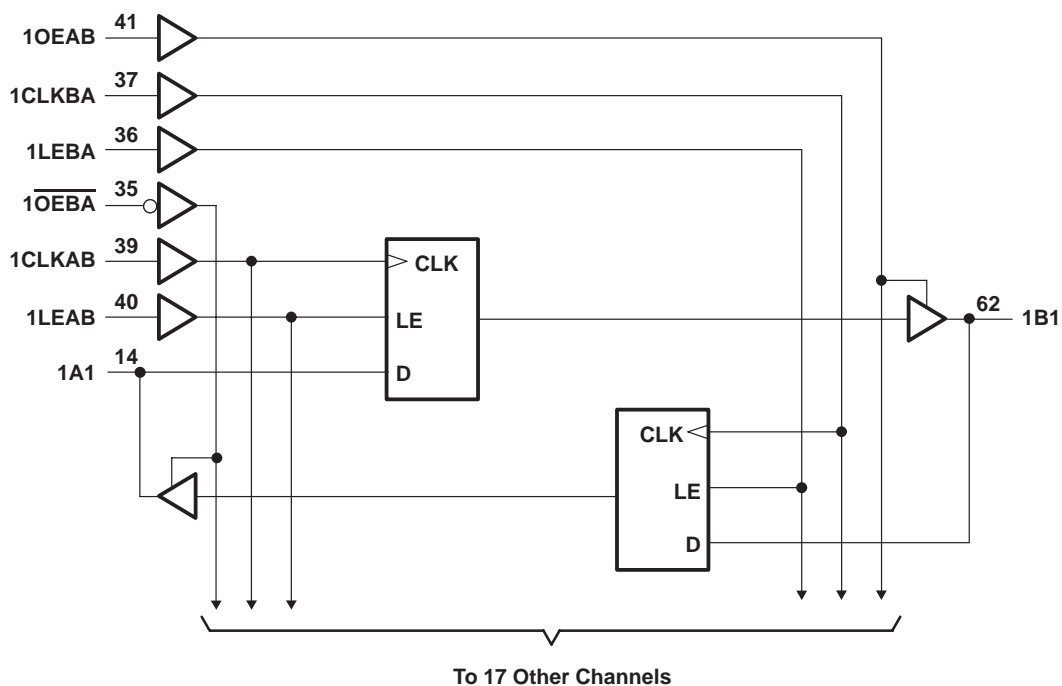 1OEAB 41
1CLKBA 37
1LEBA 36
1O̅E̅B̅A̅ 35
1CLKAB 39
1LEAB 40
1A1 14
CLK
LE
D
62 1B1
CLK
LE
D
To 17 Other Channels